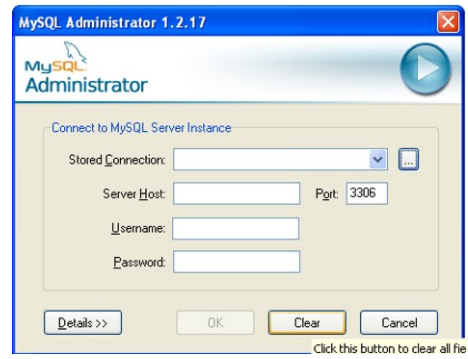 MySQL Administrator 1.2.17
MySQL
Administrator
Connect to MySQL Server Instance
Stored Connection:
...
Server Host:
Port: 3306
Username:
Password:
Details >>
OK
Clear
Cancel
Click this button to clear all fie